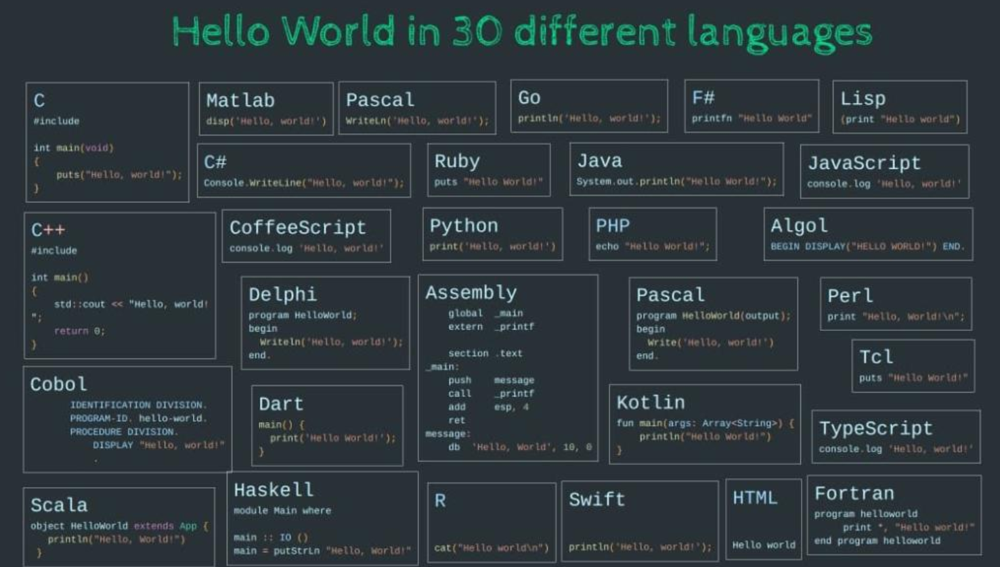 Hello World in 30 different languages
C
#include
int main(void)
{
puts("Hello, world!");
}
Matlab
disp('Hello, world!')
Pascal
WriteLn('Hello, world!');
Go
println('Hello, world!');
F#
printfn "Hello World"
Lisp
(print "Hello world")
C#
Console.WriteLine("Hello, world!");
Ruby
puts "Hello World!"
Java
System.out.println("Hello World!");
JavaScript
console.log 'Hello, world!'
C++
#include
int main()
{
std::cout << "Hello, world!
";
return 0;
}
CoffeeScript
console.log 'Hello, world!'
Python
print('Hello, world!')
PHP
echo "Hello World!";
Algol
BEGIN DISPLAY("HELLO WORLD!") END.
Delphi
program HelloWorld;
begin
Writeln('Hello, world!');
end.
Assembly
global _main
extern _printf
section .text
_main:
push message
call _printf
add esp, 4
ret
message:
db 'Hello, World', 10, 0
Pascal
program HelloWorld(output);
begin
Write('Hello, world!')
end.
Perl
print "Hello, World!\n";
Tcl
puts "Hello World!"
Cobol
IDENTIFICATION DIVISION.
PROGRAM-ID. hello-world.
PROCEDURE DIVISION.
DISPLAY "Hello, world!"
.
Dart
main() {
print('Hello World!');
}
Kotlin
fun main(args: Array<String>) {
println("Hello World!")
}
TypeScript
console.log 'Hello, world!'
Scala
object HelloWorld extends App {
println("Hello, World!")
}
Haskell
module Main where
main :: IO ()
main = putStrLn "Hello, World!"
R
cat("Hello world\n")
Swift
println('Hello, world!');
HTML
Hello world
Fortran
program helloworld
print *, "Hello world!"
end program helloworld